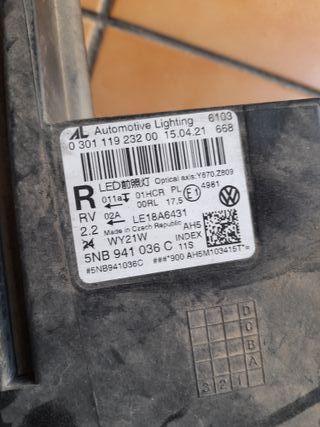 AL Automotive Lighting 6103
0 301 119 232 00 15.04.21 668
LED前照灯 Optical axis:Y670,Z809
R 011a 01HCR PL 4981
RV 02A 00RL 17.5
LE18A6431
2.2 Made in Czech Republic AH5
WY21W INDEX
5NB 941 036 C 11S
#5NB941036C ###*900 AH5M103415T*=
D
C
B
A
3 2 1